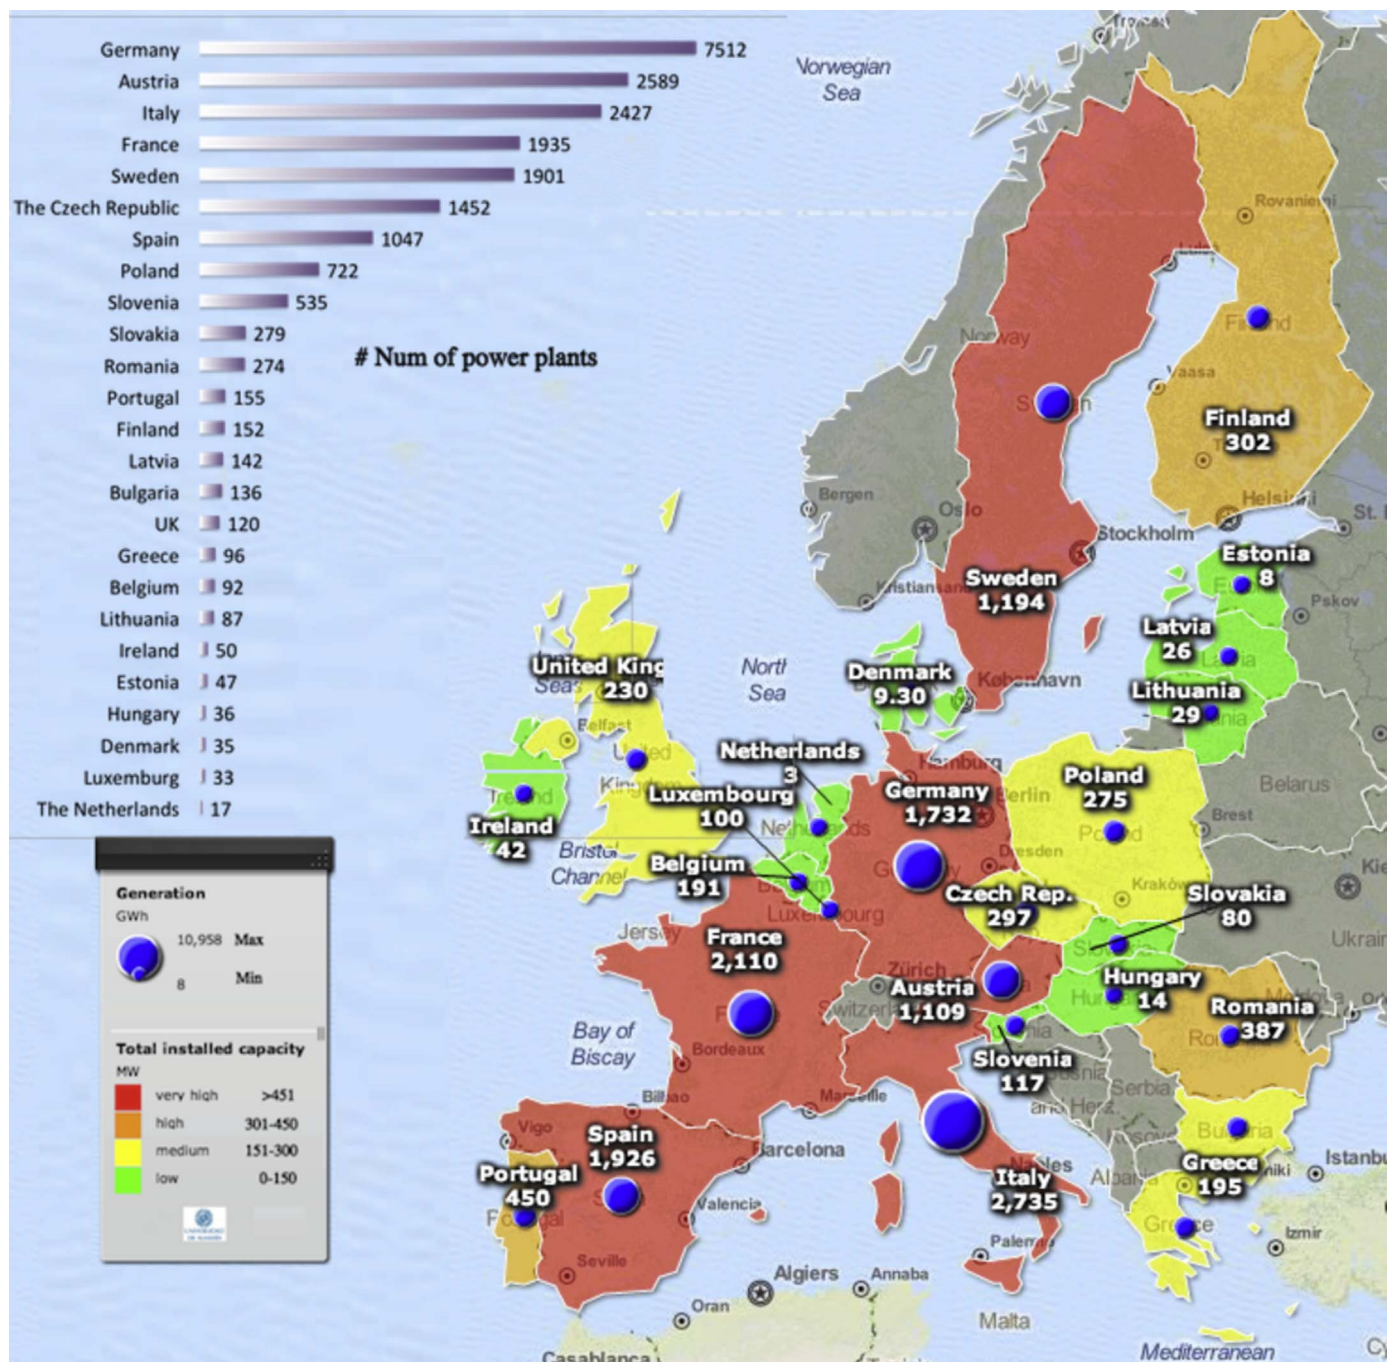 Germany 7512
Austria 2589
Italy 2427
France 1935
Sweden 1901
The Czech Republic 1452
Spain 1047
Poland 722
Slovenia 535
Slovakia 279
Romania 274
Portugal 155
Finland 152
Latvia 142
Bulgaria 136
UK 120
Greece 96
Belgium 92
Lithuania 87
Ireland 50
Estonia 47
Hungary 36
Denmark 35
Luxemburg 33
The Netherlands 17
# Num of power plants
Generation
GWh
10,958 Max
8 Min
Total installed capacity
MW
very high >451
high 301-450
medium 151-300
low 0-150
Norwegian
Sea
Rovaniemi
Norway
Vaasa
Finland
302
Bergen
Oslo
Helsinki
St.
Stockholm
Sweden
1,194
Estonia
8
Pskov
Latvia
26
United King
230
North
Sea
Denmark
9.30
København
Lithuania
29
Belfast
United
Kingdom
Netherlands
3
Hamburg
Germany
1,732
Berlin
Poland
275
Belarus
Brest
Luxembourg
100
Ireland
42
Bristol
Channel
Belgium
191
Dresden
Czech Rep.
297
Kraków
Slovakia
80
Luxembourg
Jersey
France
2,110
Zürich
Austria
1,109
Hungary
14
Romania
387
Bay of
Biscay
Bordeaux
Slovenia
117
Serbia
Bilbao
Marseille
Vigo
Spain
1,926
Barcelona
Bulgaria
Portugal
450
Naples
Italy
2,735
Greece
195
Istanbu
Valencia
Greece
Izmir
Seville
Palermo
Algiers
Annaba
Oran
Malta
Casablanca
Mediterranean